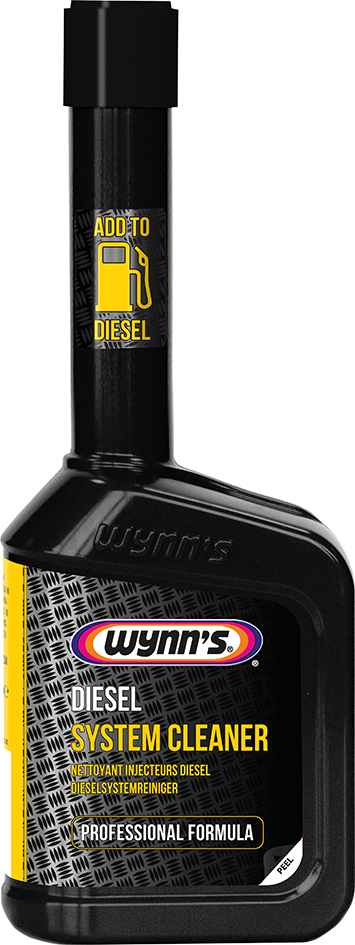 ADD TO
DIESEL
WYNN'S
WYNN'S®
®
DIESEL
SYSTEM CLEANER
NETTOYANT INJECTEURS DIESEL
DIESELSYSTEMREINIGER
PROFESSIONAL FORMULA
PEEL